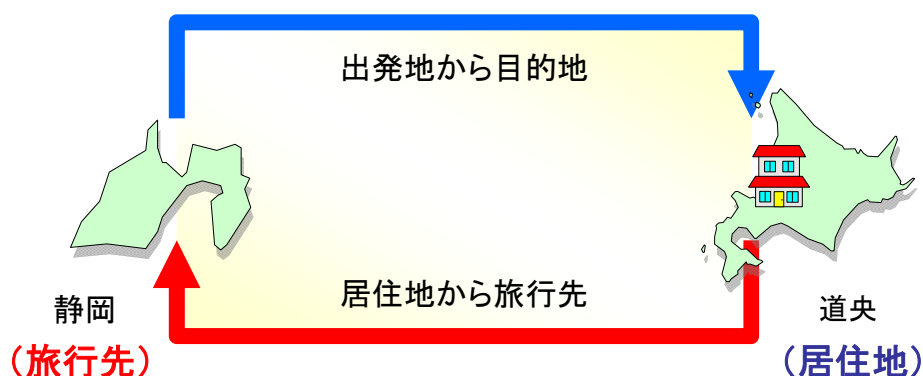 出発地から目的地
居住地から旅行先
静岡
(旅行先)
道央
(居住地)